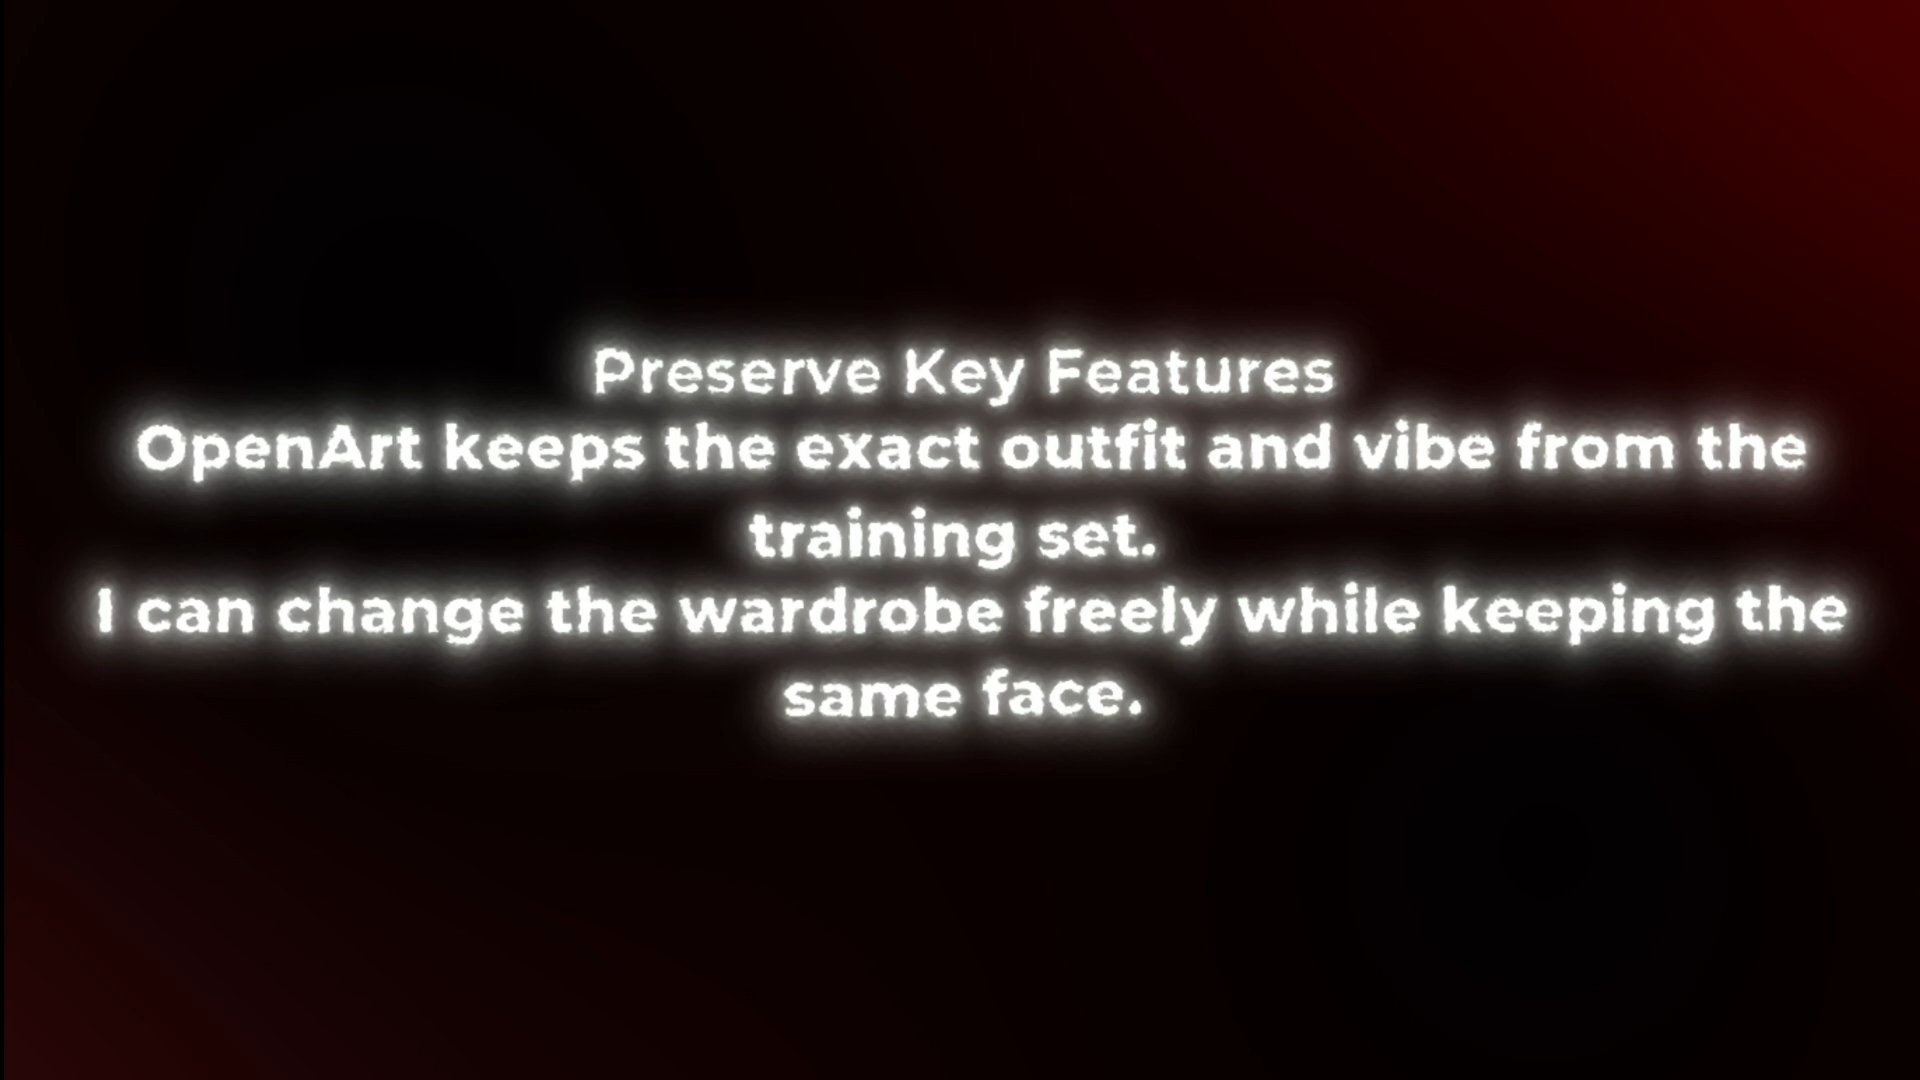 Preserve Key Features
OpenArt keeps the exact outfit and vibe from the
training set.
I can change the wardrobe freely while keeping the
same face.